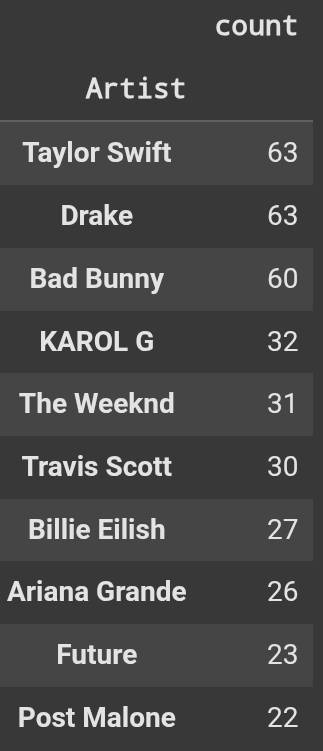 count
Artist
Taylor Swift 63
Drake 63
Bad Bunny 60
KAROL G 32
The Weeknd 31
Travis Scott 30
Billie Eilish 27
Ariana Grande 26
Future 23
Post Malone 22